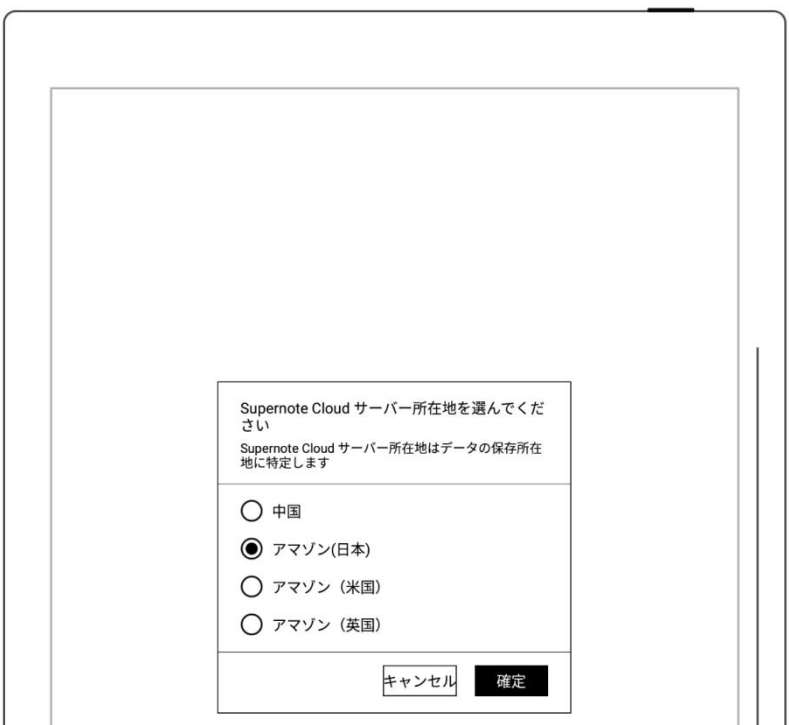 Supernote Cloud サーバー所在地を選んでくだ
さい
Supernote Cloud サーバー所在地はデータの保存所在
地に特定します
中国
アマゾン(日本)
アマゾン（米国）
アマゾン（英国）
キャンセル 確定